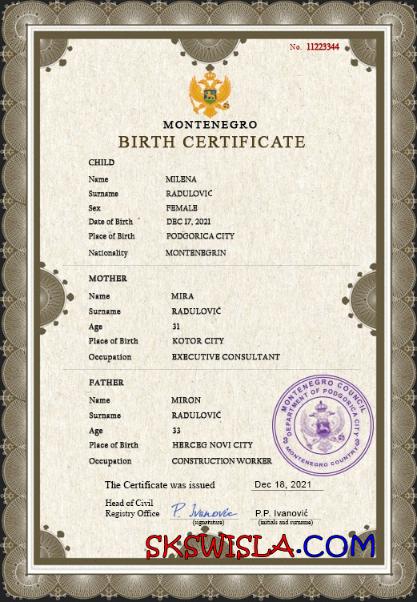 No. 11223344
MONTENEGRO
BIRTH CERTIFICATE
CHILD
Name MILENA
Surname RADULOVIĆ
Sex FEMALE
Date of Birth DEC 17, 2021
Place of Birth PODGORICA CITY
Nationality MONTENEGRIN
MOTHER
Name MIRA
Surname RADULOVIĆ
Age 31
Place of Birth KOTOR CITY
Occupation EXECUTIVE CONSULTANT
FATHER
Name MIRON
Surname RADULOVIĆ
Age 33
Place of Birth HERCEG NOVI CITY
Occupation CONSTRUCTION WORKER
MONTENEGRO COUNCIL
DEPARTMENT OF PODGORICA CITY
MONTENEGRO COUNTRY
The Certificate was issued Dec 18, 2021
Head of Civil
Registry Office P. Ivanovic P.P. Ivanović
(signature) (initials and surname)
SKSWISLA.COM